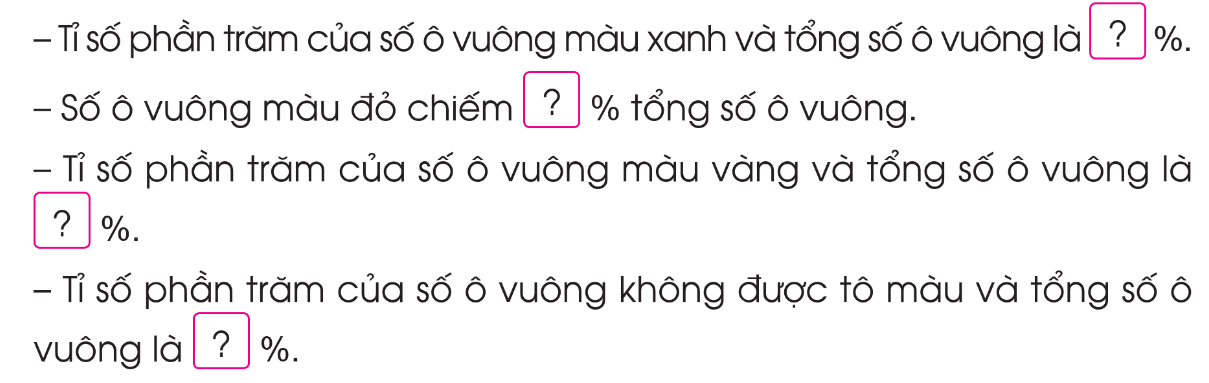 – Tỉ số phần trăm của số ô vuông màu xanh và tổng số ô vuông là ? %.
– Số ô vuông màu đỏ chiếm ? % tổng số ô vuông.
– Tỉ số phần trăm của số ô vuông màu vàng và tổng số ô vuông là
? %.
– Tỉ số phần trăm của số ô vuông không được tô màu và tổng số ô
vuông là ? %.